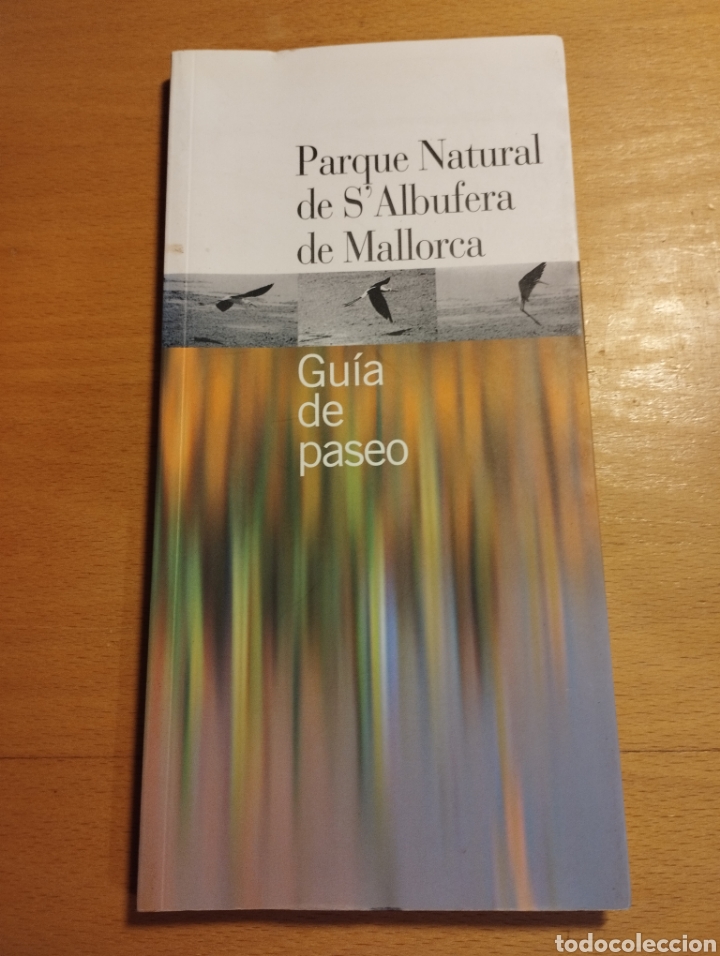 Parque Natural
de S'Albufera
de Mallorca
Guía
de
paseo
todocoleccion